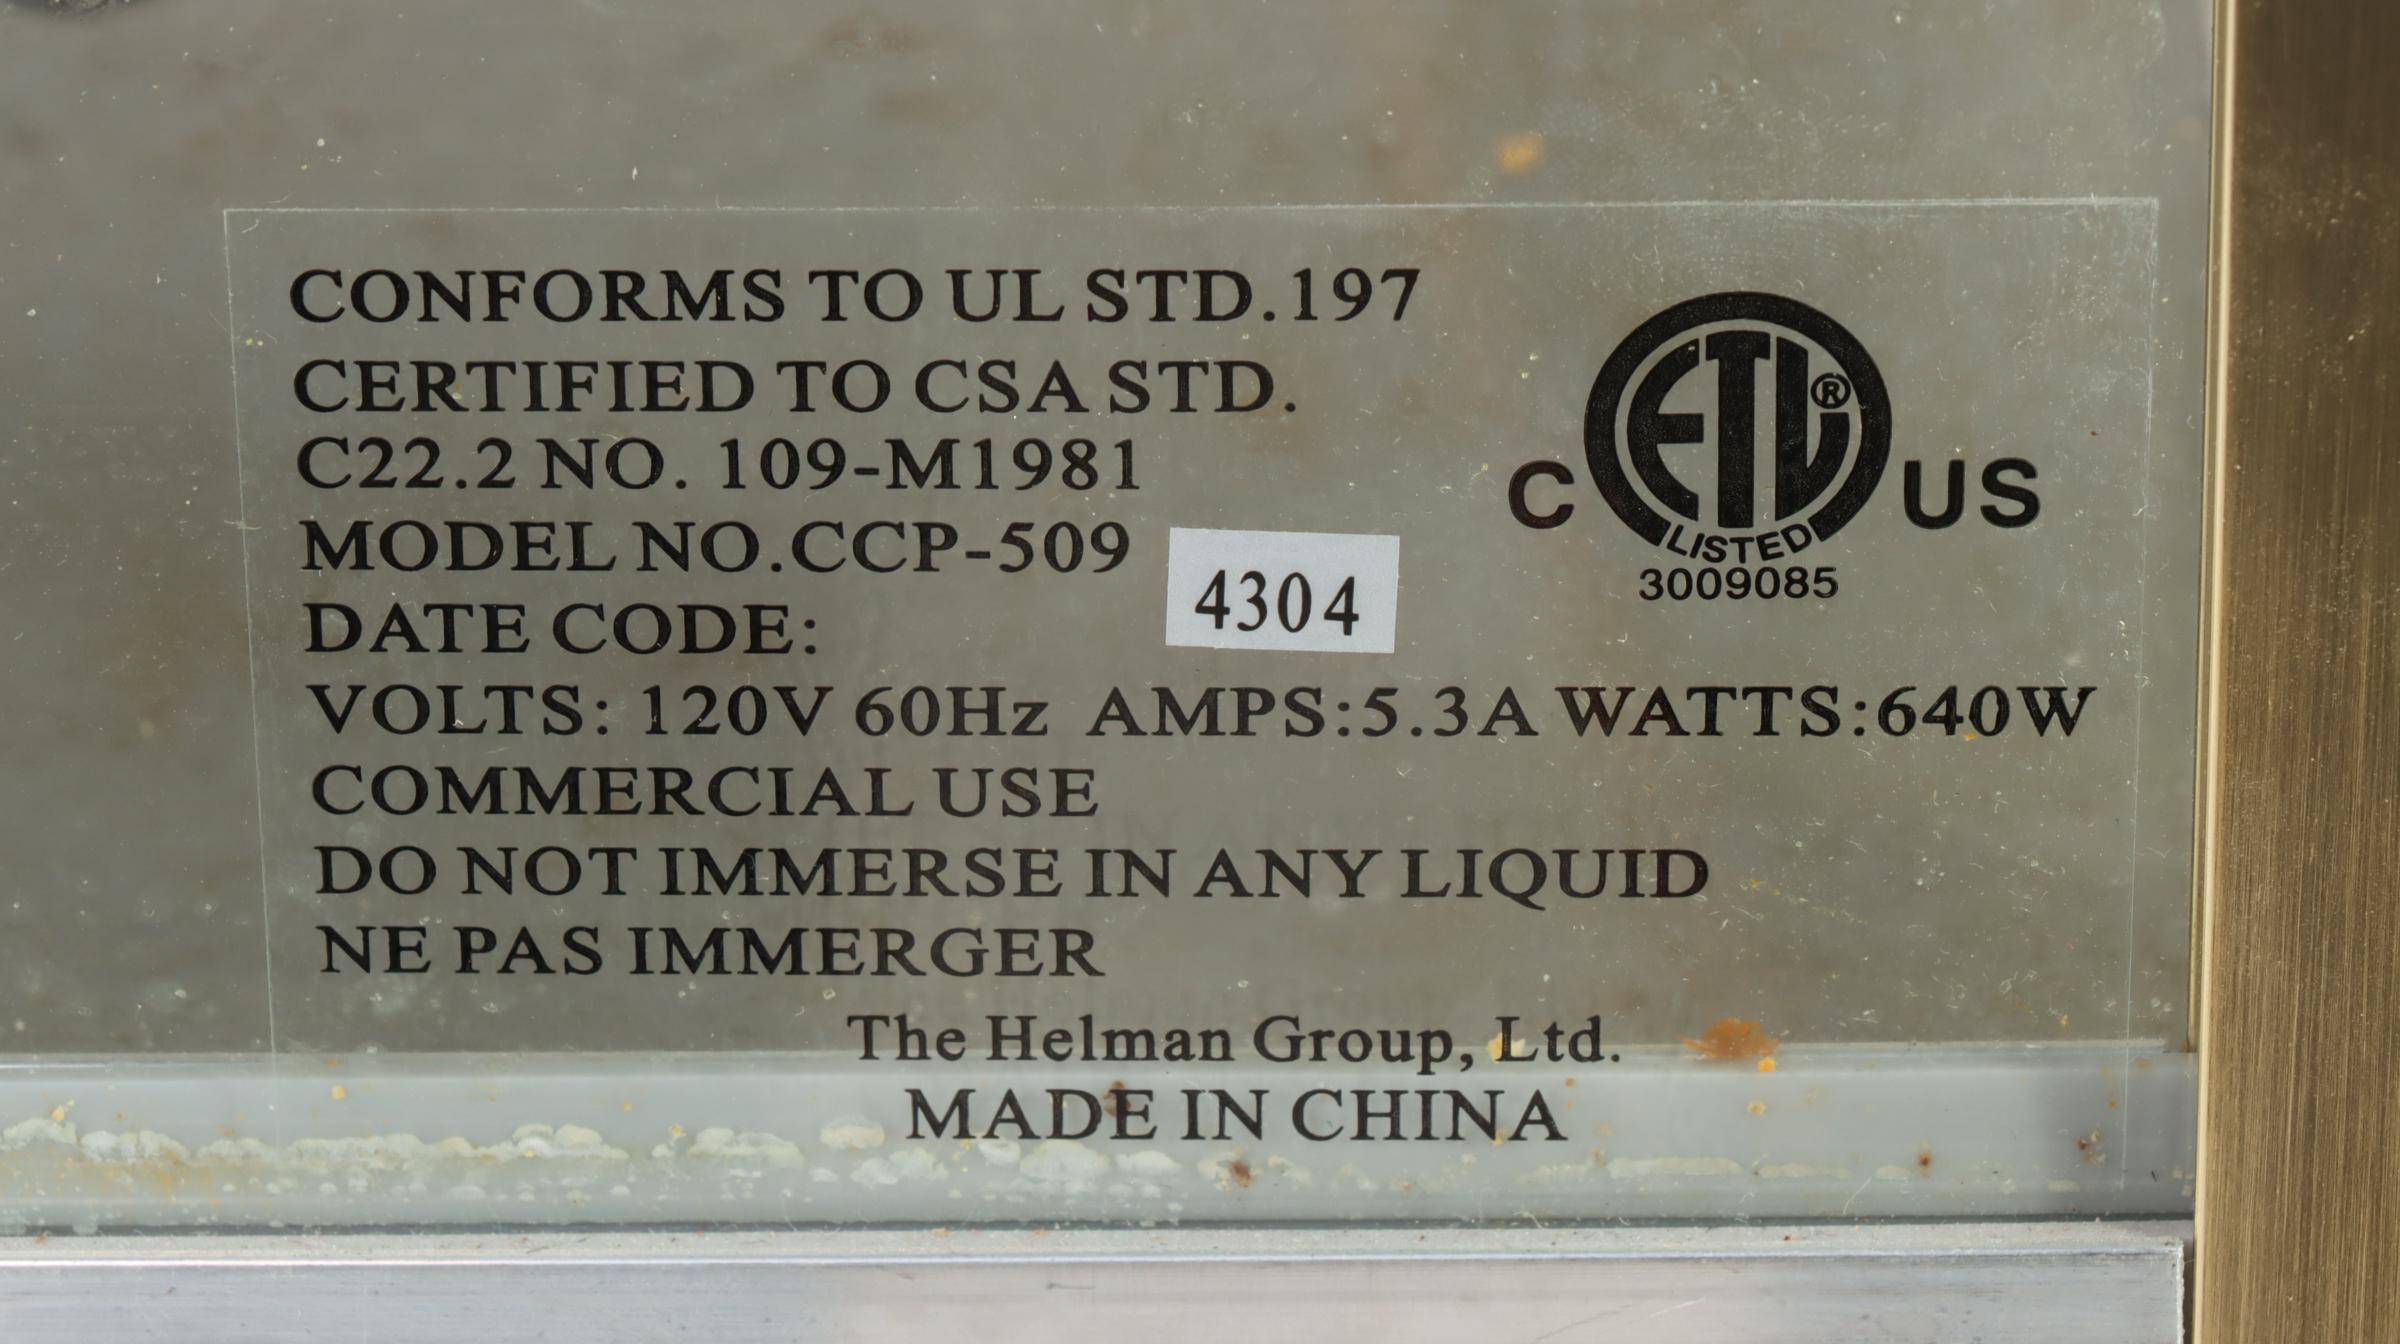 CONFORMS TO UL STD.197
CERTIFIED TO CSA STD.
C22.2 NO. 109-M1981
MODEL NO.CCP-509
DATE CODE: 4304
VOLTS: 120V 60Hz AMPS:5.3A WATTS:640W
COMMERCIAL USE
DO NOT IMMERSE IN ANY LIQUID
NE PAS IMMERGER
The Helman Group, Ltd.
MADE IN CHINA
C ETL® US
LISTED
3009085